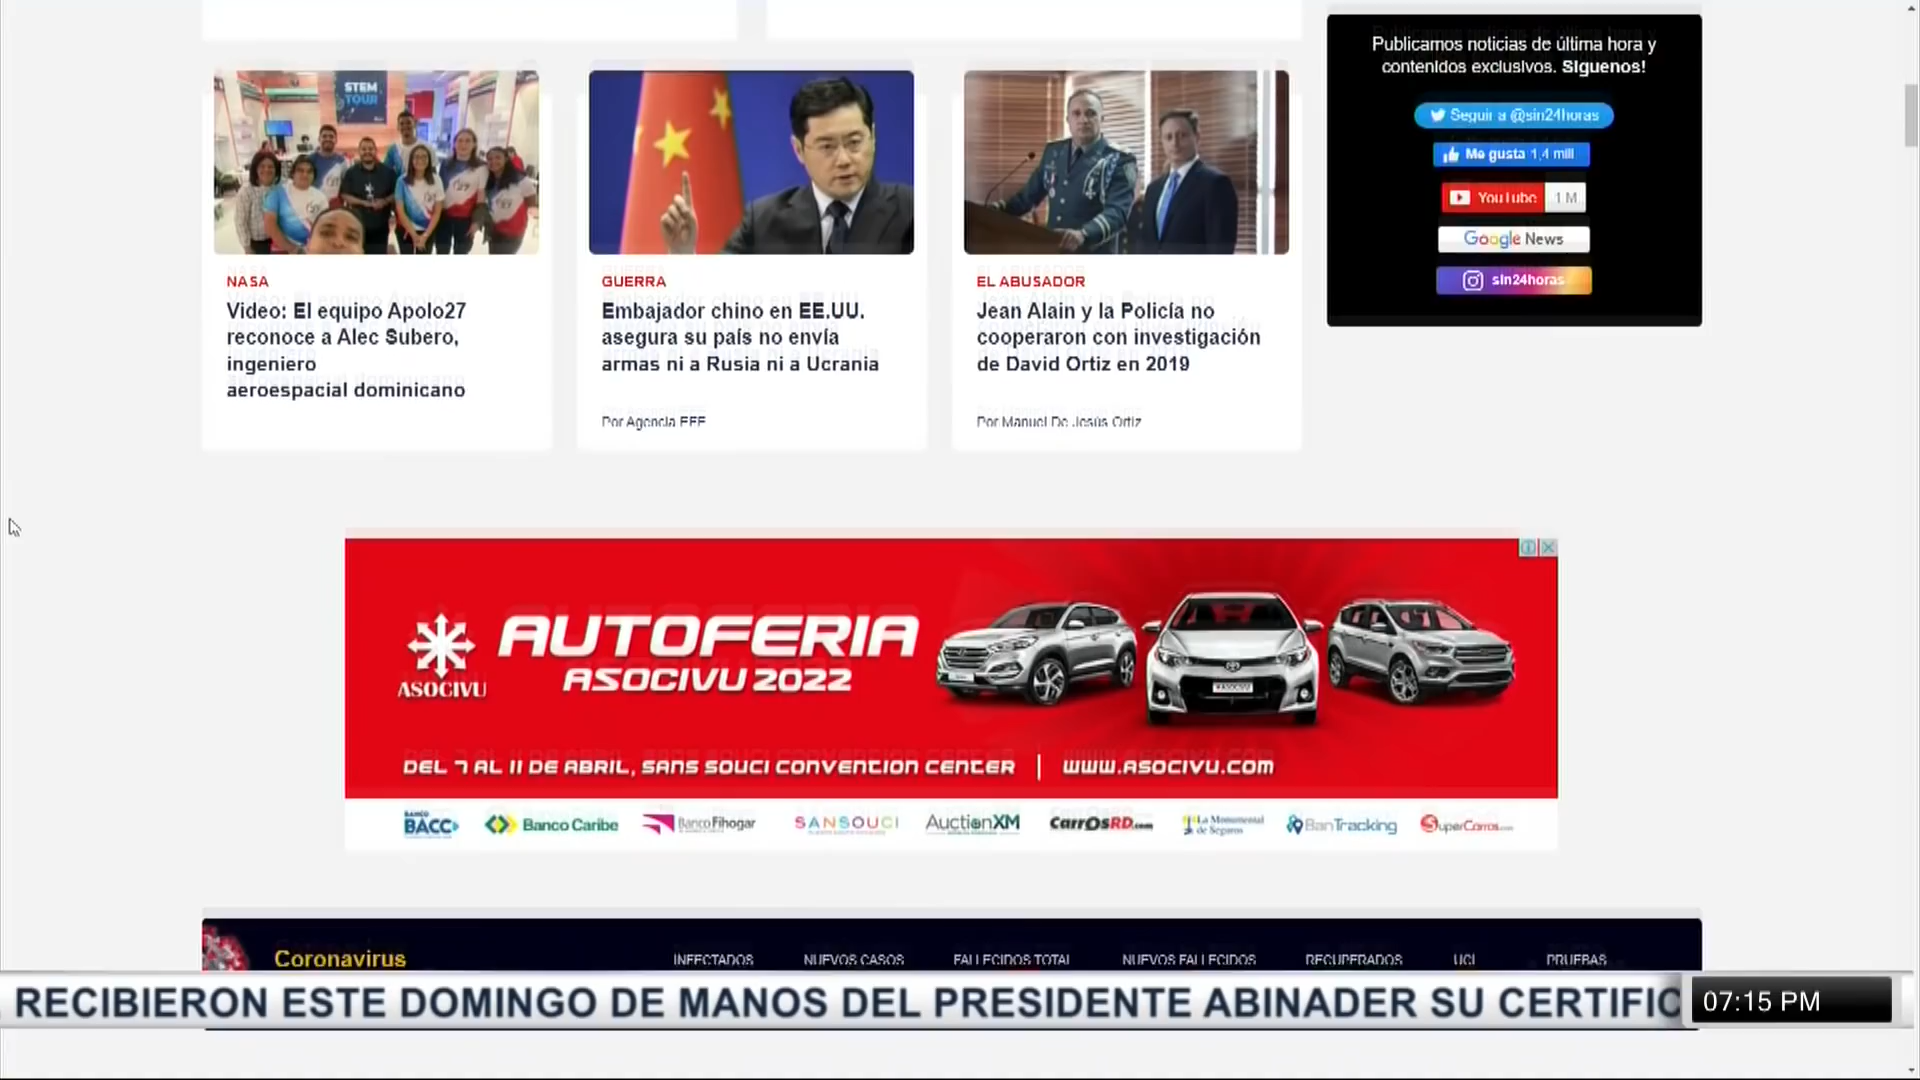 Publicamos noticias de última hora y
contenidos exclusivos. Síguenos!
Seguir a @sin24horas
Me gusta 1,4 mill
YouTube 1 M
Google News
sin24horas
STEM
TOUR
NASA
Video: El equipo Apolo27
reconoce a Alec Subero,
ingeniero
aeroespacial dominicano
GUERRA
Embajador chino en EE.UU.
asegura su país no envía
armas ni a Rusia ni a Ucrania
Por Agencia EFE
EL ABUSADOR
Jean Alain y la Policía no
cooperaron con investigación
de David Ortiz en 2019
Por Manuel De Jesús Ortiz
ASOCIVU
AUTOFERIA
ASOCIVU 2022
DEL 7 AL 11 DE ABRIL, SANS SOUCI CONVENTION CENTER | WWW.ASOCIVU.COM
BANCO BACC
Banco Caribe
Banco Fihogar
SANSOUCI
AuctionXM
CarrOsRD.com
La Monumental de Seguros
BanTracking
SuperCarros.com
Coronavirus
INFECTADOS NUEVOS CASOS FALLECIDOS TOTAL NUEVOS FALLECIDOS RECUPERADOS UCI PRUEBAS
RECIBIERON ESTE DOMINGO DE MANOS DEL PRESIDENTE ABINADER SU CERTIFIC
07:15 PM